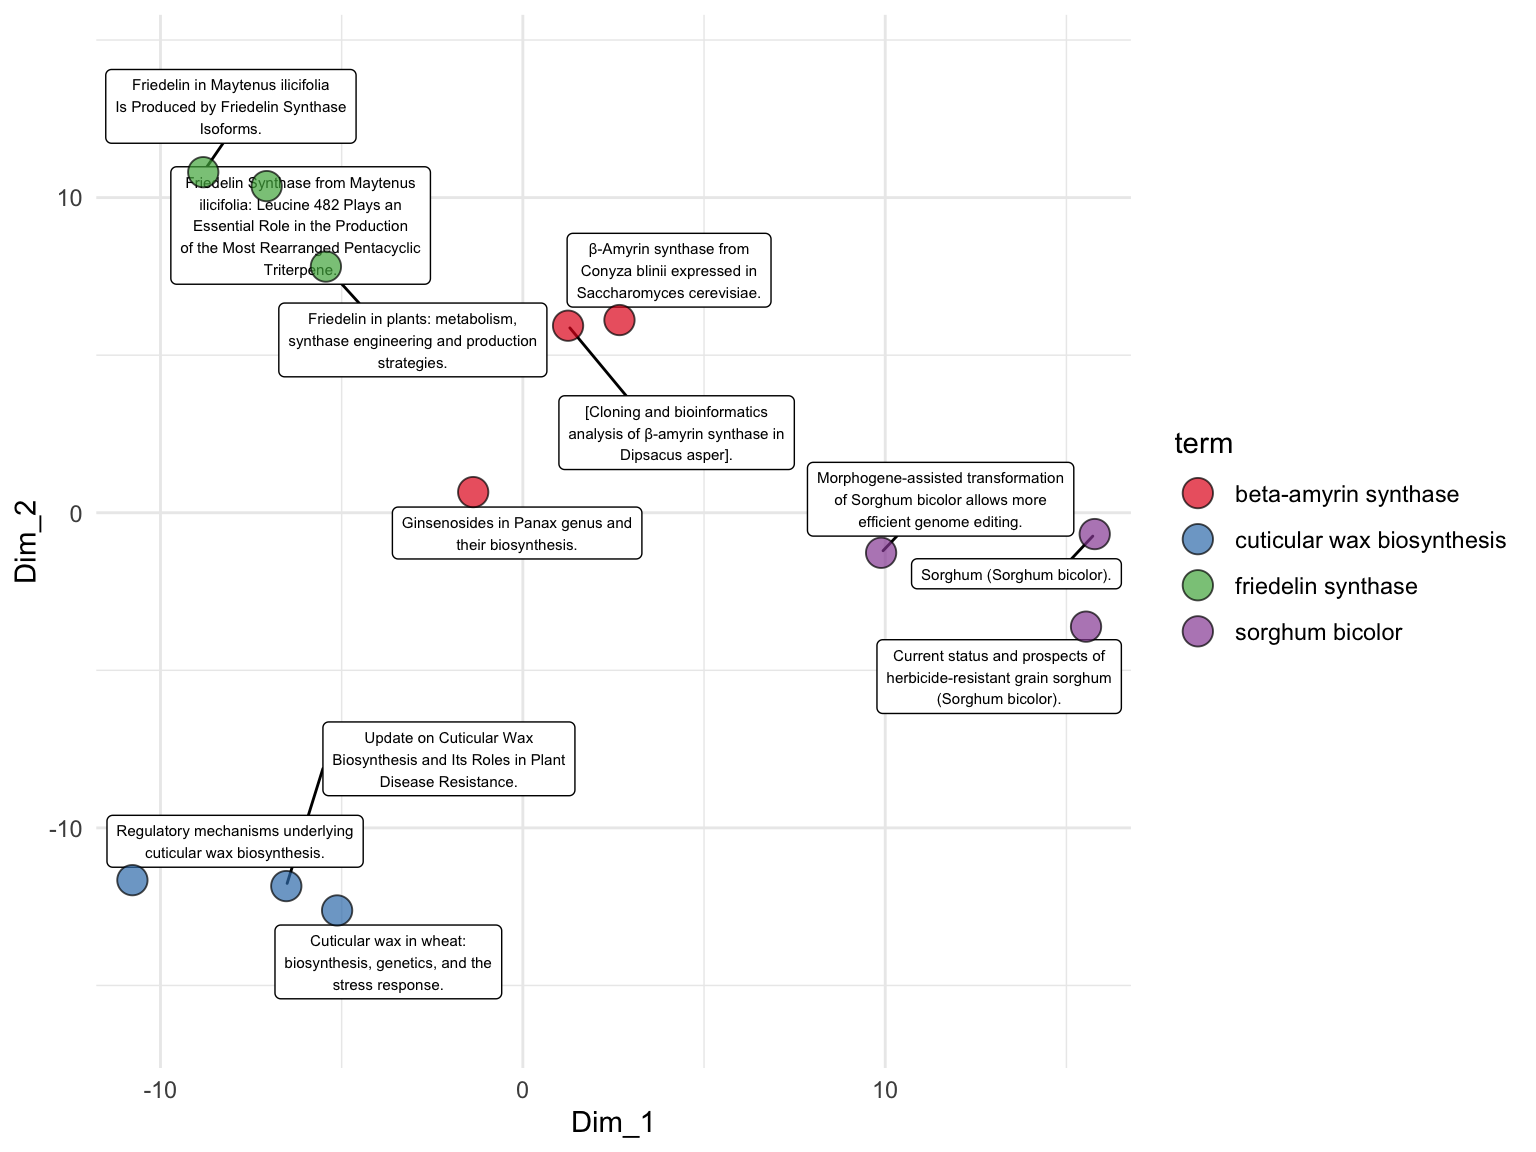 Friedelin in Maytenus ilicifolia
Is Produced by Friedelin Synthase
Isoforms.
Friedelin Synthase from Maytenus
ilicifolia: Leucine 482 Plays an
Essential Role in the Production
of the Most Rearranged Pentacyclic
Triterpene.
Friedelin in plants: metabolism,
synthase engineering and production
strategies.
β-Amyrin synthase from
Conyza blinii expressed in
Saccharomyces cerevisiae.
[Cloning and bioinformatics
analysis of β-amyrin synthase in
Dipsacus asper].
Ginsenosides in Panax genus and
their biosynthesis.
Morphogene-assisted transformation
of Sorghum bicolor allows more
efficient genome editing.
Sorghum (Sorghum bicolor).
Current status and prospects of
herbicide-resistant grain sorghum
(Sorghum bicolor).
Update on Cuticular Wax
Biosynthesis and Its Roles in Plant
Disease Resistance.
Regulatory mechanisms underlying
cuticular wax biosynthesis.
Cuticular wax in wheat:
biosynthesis, genetics, and the
stress response.
10
0
-10
Dim_2
-10
0
10
Dim_1
term
beta-amyrin synthase
cuticular wax biosynthesis
friedelin synthase
sorghum bicolor